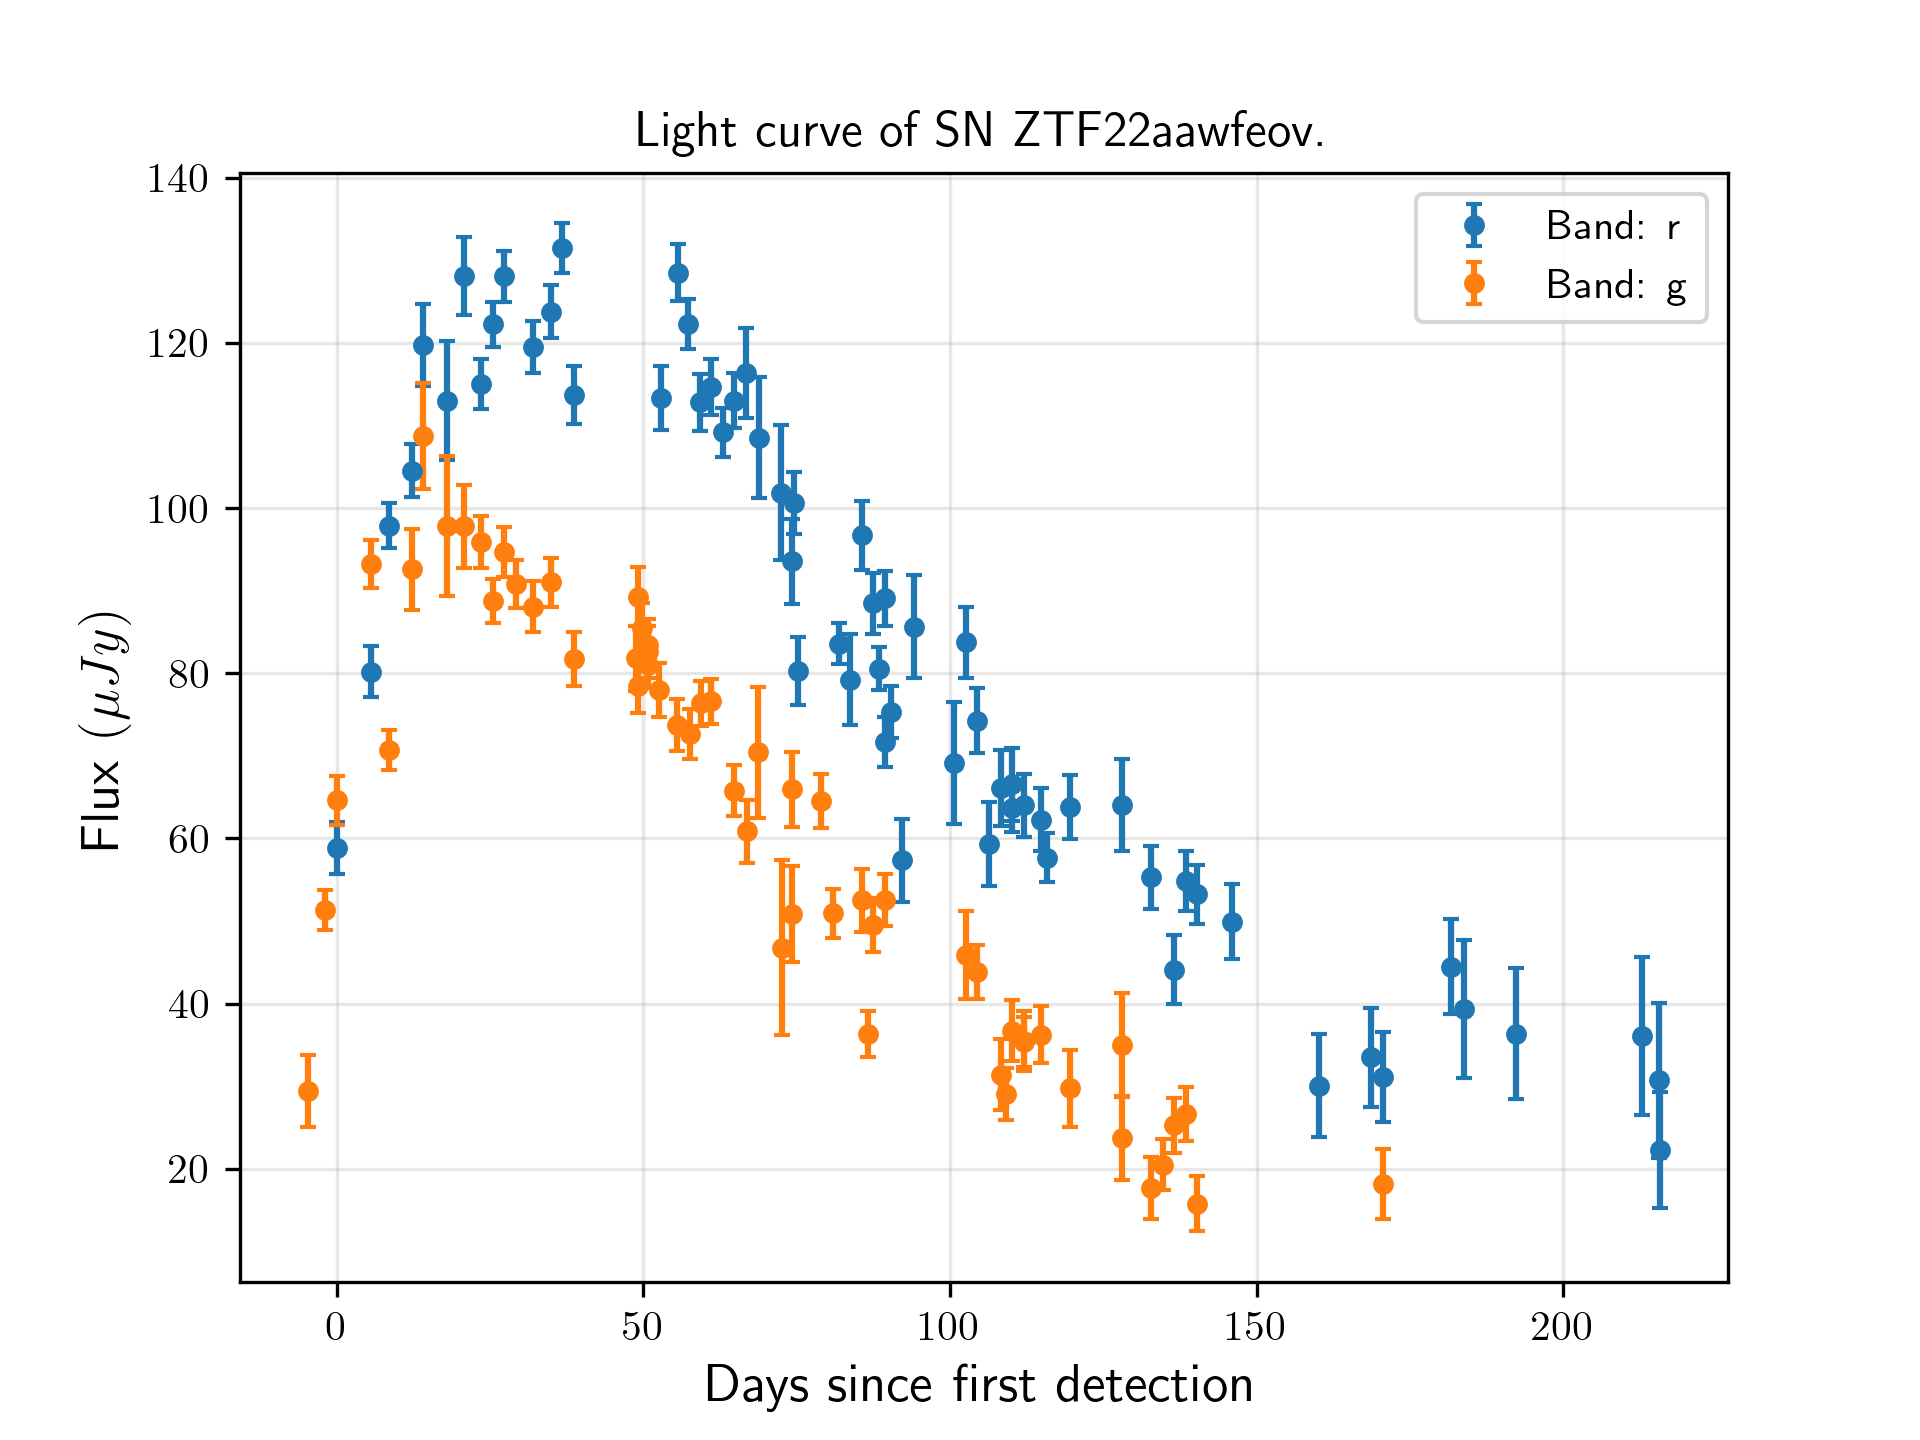 Light curve of SN ZTF22aawfeov.
140
120
100
80
60
40
20
Flux (μJy)
Band: r
Band: g
0 50 100 150 200
Days since first detection